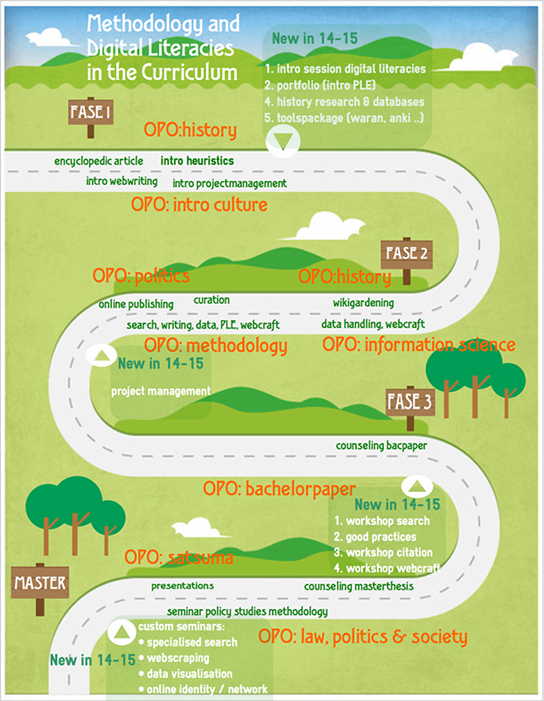 Methodology and
Digital Literacies
in the Curriculum
New in 14-15
1. intro session digital literacies
2. portfolio (intro PLE)
4. history research & databases
5. toolspackage (waran, anki ..)
FASE 1
OPO:history
encyclopedic article intro heuristics
intro webwriting intro projectmanagement
OPO: intro culture
FASE 2
OPO: politics OPO:history
online publishing curation wikigardening
search, writing, data, PLE, webcraft data handling, webcraft
OPO: methodology OPO: information science
New in 14-15
project management
FASE 3
counseling bacpaper
OPO: bachelorpaper
New in 14-15
1. workshop search
2. good practices
3. workshop citation
4. workshop webcraft
OPO: satsuma
MASTER
presentations counseling masterthesis
seminar policy studies methodology
OPO: law, politics & society
New in 14-15
custom seminars:
• specialised search
• webscraping
• data visualisation
• online identity / network